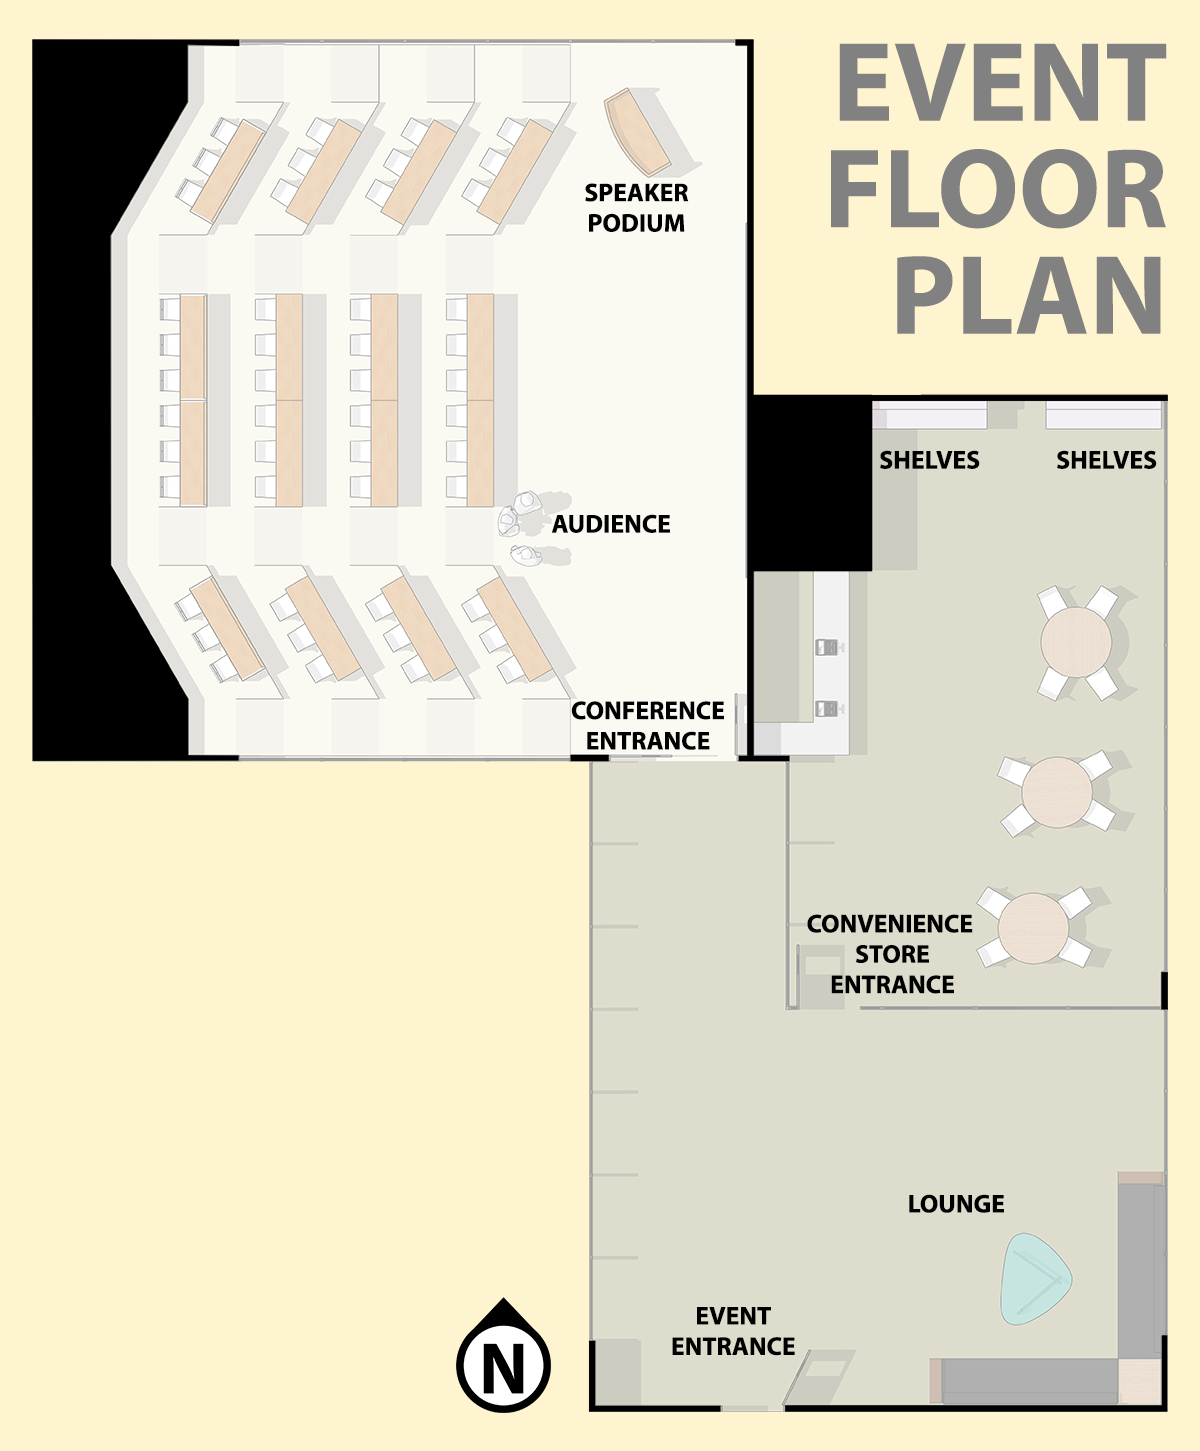 EVENT
FLOOR
PLAN
SPEAKER
PODIUM
SHELVES
SHELVES
AUDIENCE
CONFERENCE
ENTRANCE
CONVENIENCE
STORE
ENTRANCE
LOUNGE
EVENT
ENTRANCE
N